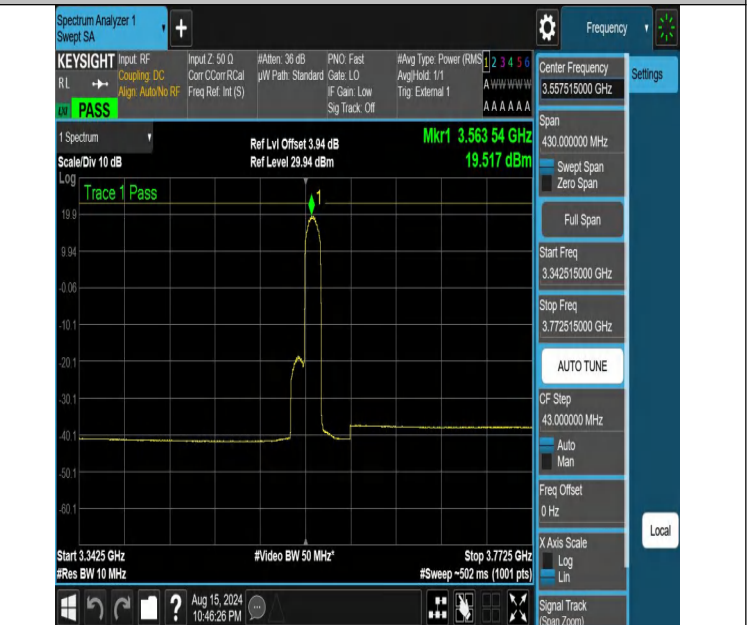 Spectrum Analyzer 1
Swept SA
+
Frequency
KEYSIGHT
RL
LXI
PASS
Input: RF
Coupling: DC
Align: Auto/No RF
Input Z: 50 Ω
Corr CCorr RCal
Freq Ref: Int (S)
#Atten: 36 dB
µW Path: Standard
PNO: Fast
Gate: LO
IF Gain: Low
Sig Track: Off
#Avg Type: Power (RMS
Avg|Hold: 1/1
Trig: External 1
1 2 3 4 5 6
A W W W W W
A A A A A A
Center Frequency
3.557515000 GHz
Settings
1 Spectrum
Scale/Div 10 dB
Ref Lvl Offset 3.94 dB
Ref Level 29.94 dBm
Mkr1 3.563 54 GHz
19.517 dBm
Log
Trace 1 Pass
1
19.9
9.94
-0.06
-10.1
-20.1
-30.1
-40.1
-50.1
-60.1
Start 3.3425 GHz
#Res BW 10 MHz
#Video BW 50 MHz*
Stop 3.7725 GHz
#Sweep ~502 ms (1001 pts)
Span
430.000000 MHz
Swept Span
Zero Span
Full Span
Start Freq
3.342515000 GHz
Stop Freq
3.772515000 GHz
AUTO TUNE
CF Step
43.000000 MHz
Auto
Man
Freq Offset
0 Hz
X Axis Scale
Log
Lin
Local
Signal Track
(Span Zoom)
?
Aug 15, 2024
10:46:26 PM